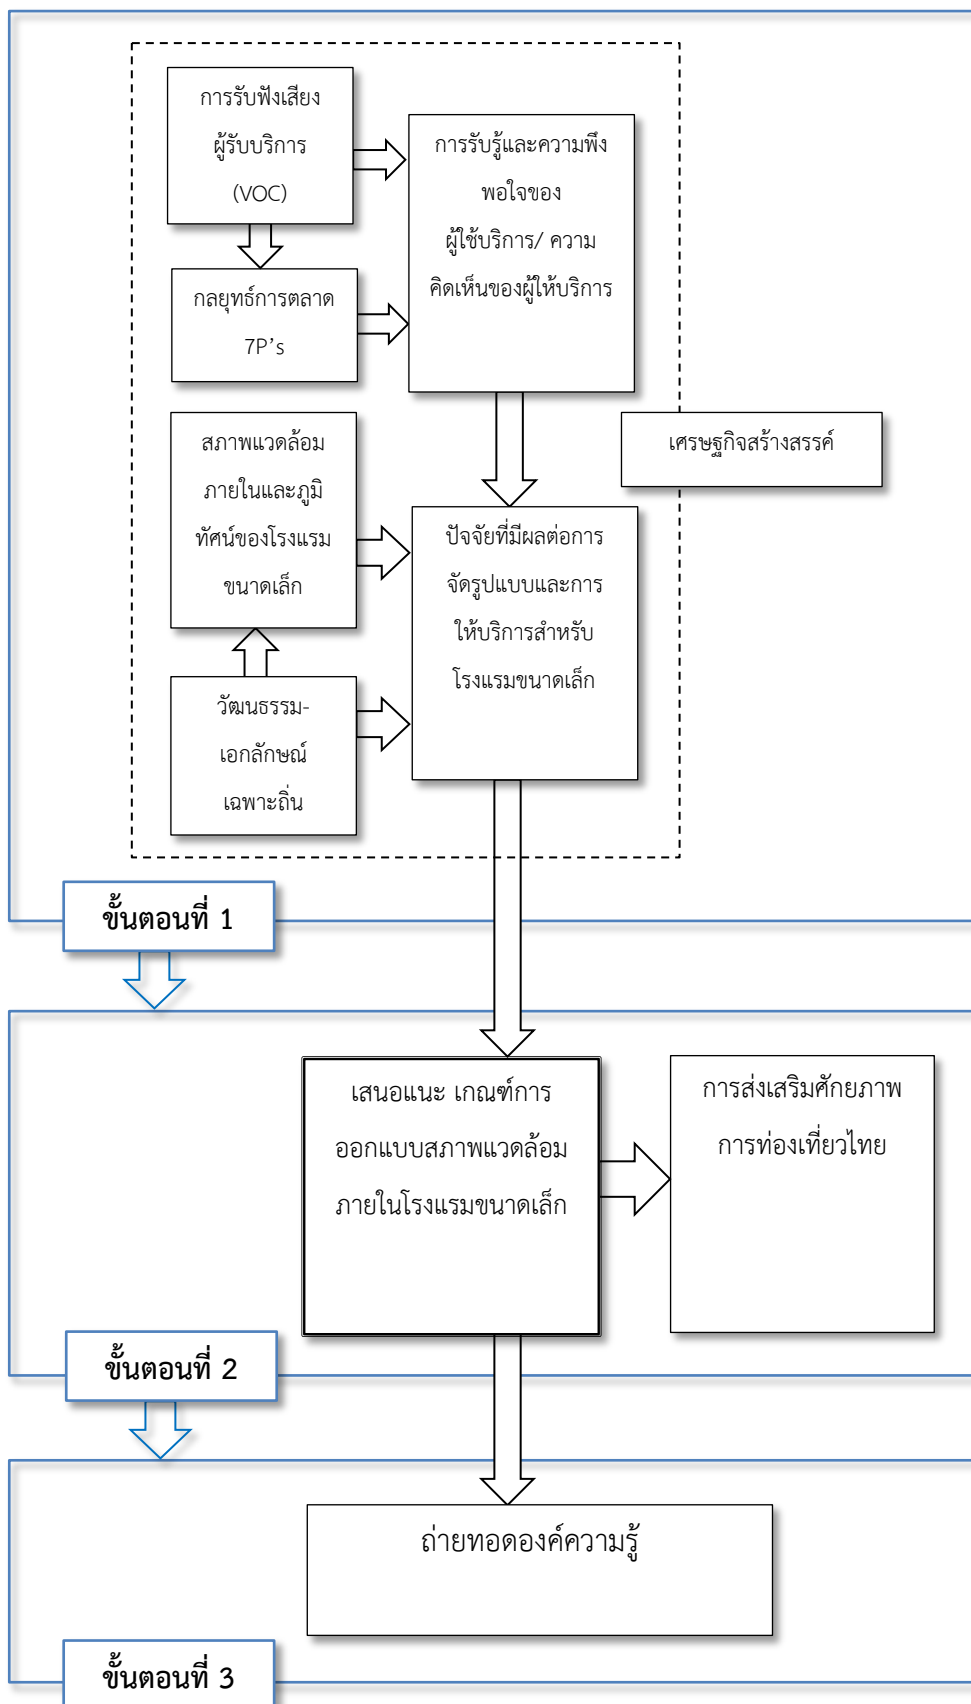 การรับฟังเสียง
ผู้รับบริการ
(VOC)
การรับรู้และความพึง
พอใจของ
ผู้ใช้บริการ/ ความ
คิดเห็นของผู้ให้บริการ
กลยุทธ์การตลาด
7P's
สภาพแวดล้อม
ภายในและภูมิ
ทัศน์ของโรงแรม
ขนาดเล็ก
เศรษฐกิจสร้างสรรค์
ปัจจัยที่มีผลต่อการ
จัดรูปแบบและการ
ให้บริการสำหรับ
โรงแรมขนาดเล็ก
วัฒนธรรม-
เอกลักษณ์
เฉพาะถิ่น
ขั้นตอนที่ 1
เสนอแนะ เกณฑ์การ
ออกแบบสภาพแวดล้อม
ภายในโรงแรมขนาดเล็ก
การส่งเสริมศักยภาพ
การท่องเที่ยวไทย
ขั้นตอนที่ 2
ถ่ายทอดองค์ความรู้
ขั้นตอนที่ 3